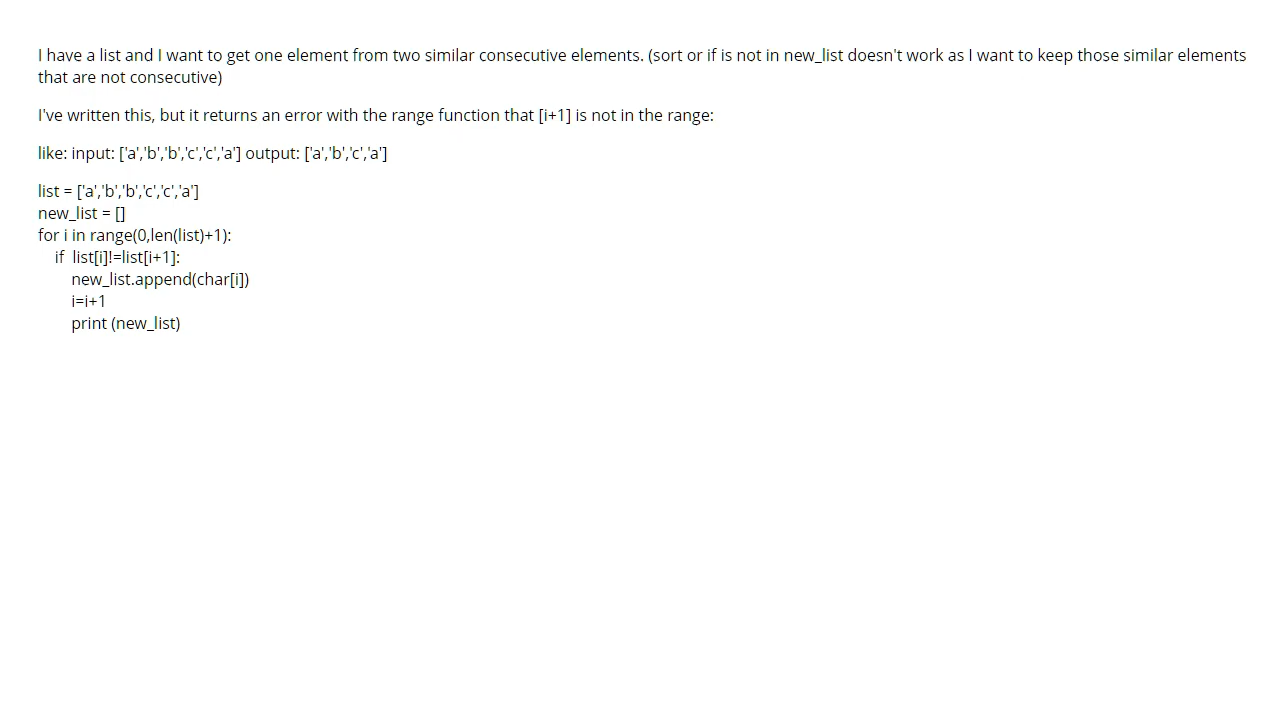 I have a list and I want to get one element from two similar consecutive elements. (sort or if is not in new_list doesn't work as I want to keep those similar elements
that are not consecutive)
I've written this, but it returns an error with the range function that [i+1] is not in the range:
like: input: ['a','b','b','c','c','a'] output: ['a','b','c','a']
list = ['a','b','b','c','c','a']
new_list = []
for i in range(0,len(list)+1):
    if  list[i]!=list[i+1]:
        new_list.append(char[i])
        i=i+1
        print (new_list)